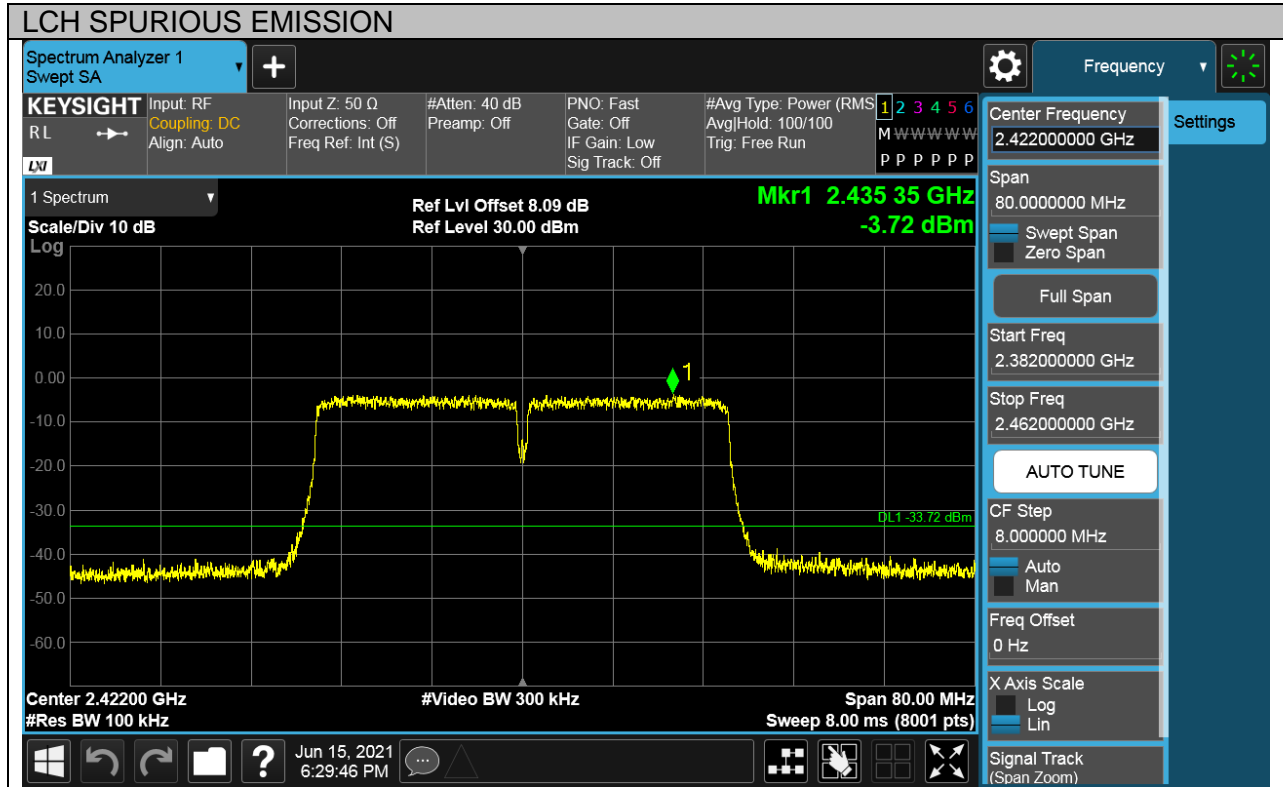 LCH SPURIOUS EMISSION
Spectrum Analyzer 1
Swept SA
+
Frequency
KEYSIGHT
RL
LXI
Input: RF
Coupling: DC
Align: Auto
Input Z: 50 Ω
Corrections: Off
Freq Ref: Int (S)
#Atten: 40 dB
Preamp: Off
PNO: Fast
Gate: Off
IF Gain: Low
Sig Track: Off
#Avg Type: Power (RMS
Avg|Hold: 100/100
Trig: Free Run
1 2 3 4 5 6
M W W W W W
P P P P P P
Center Frequency
2.422000000 GHz
Settings
Span
80.0000000 MHz
Swept Span
Zero Span
Full Span
Start Freq
2.382000000 GHz
Stop Freq
2.462000000 GHz
AUTO TUNE
CF Step
8.000000 MHz
Auto
Man
Freq Offset
0 Hz
X Axis Scale
Log
Lin
Signal Track
(Span Zoom)
1 Spectrum
Scale/Div 10 dB
Log
Ref Lvl Offset 8.09 dB
Ref Level 30.00 dBm
Mkr1 2.435 35 GHz
-3.72 dBm
20.0
10.0
0.00
-10.0
-20.0
-30.0
-40.0
-50.0
-60.0
1
DL1 -33.72 dBm
Center 2.42200 GHz
#Res BW 100 kHz
#Video BW 300 kHz
Span 80.00 MHz
Sweep 8.00 ms (8001 pts)
?
Jun 15, 2021
6:29:46 PM